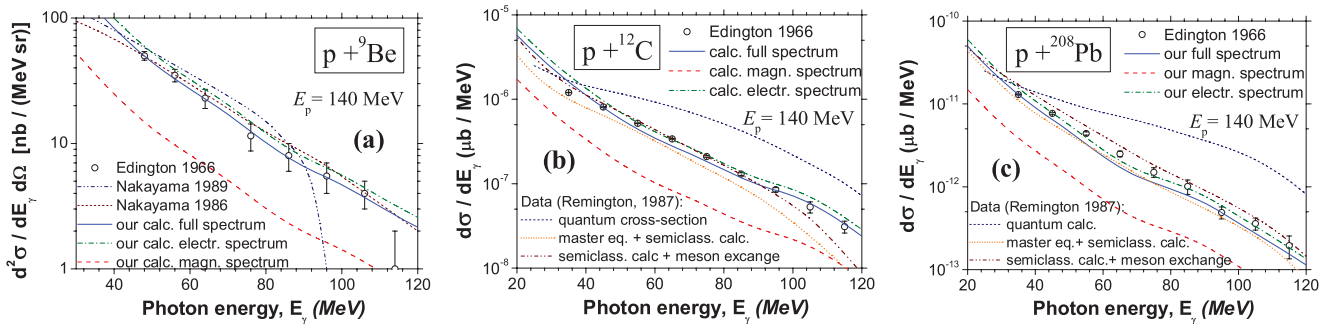 (a)
p + ⁹Be
E_p = 140 MeV
100
10
1
d²σ / dE_γ dΩ [nb / (MeV sr)]
Edington 1966
Nakayama 1989
Nakayama 1986
our calc. full spectrum
our calc. electr. spectrum
our calc. magn. spectrum
40 60 80 100 120
Photon energy, E_γ (MeV)
(b)
p + ¹²C
Edington 1966
calc. full spectrum
calc. magn. spectrum
calc. electr. spectrum
E_p = 140 MeV
10⁻⁵
10⁻⁶
10⁻⁷
10⁻⁸
dσ / dE_γ (μb / MeV)
Data (Remington, 1987):
quantum cross-section
master eq. + semiclass. calc.
semiclass. calc + meson exchange
20 40 60 80 100 120
Photon energy, E_γ (MeV)
(c)
p + ²⁰⁸Pb
Edington 1966
our full spectrum
our magn. spectrum
our electr. spectrum
E_p = 140 MeV
10⁻¹⁰
10⁻¹¹
10⁻¹²
10⁻¹³
dσ / dE_γ (μb / MeV)
Data (Remington 1987):
quantum calc.
master eq. + semiclass. calc.
semiclass. calc.+ meson exchange
20 40 60 80 100 120
Photon energy, E_γ (MeV)